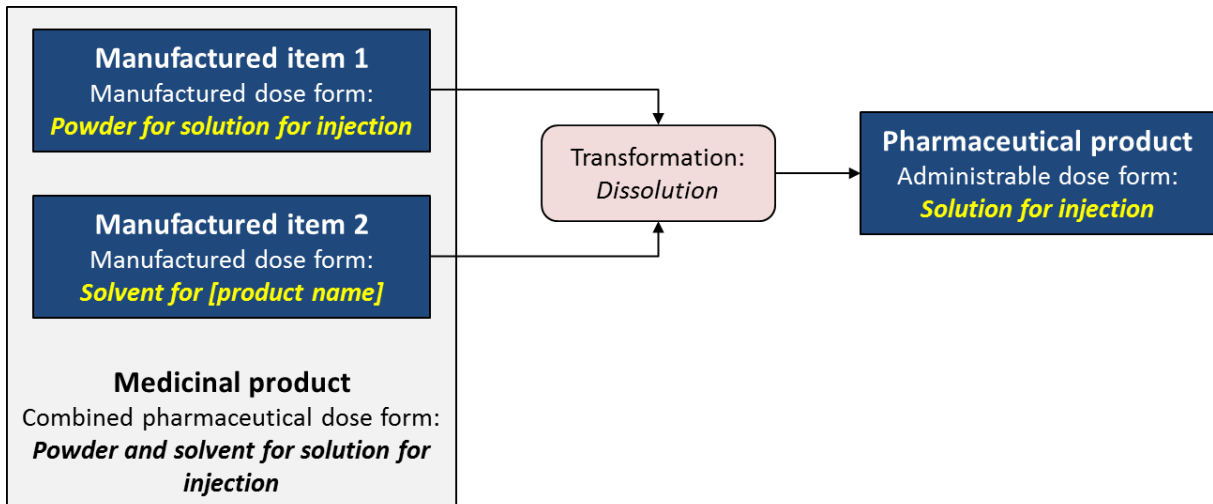 Manufactured item 1
Manufactured dose form:
Powder for solution for injection
Manufactured item 2
Manufactured dose form:
Solvent for [product name]
Medicinal product
Combined pharmaceutical dose form:
Powder and solvent for solution for
injection
Transformation:
Dissolution
Pharmaceutical product
Administrable dose form:
Solution for injection